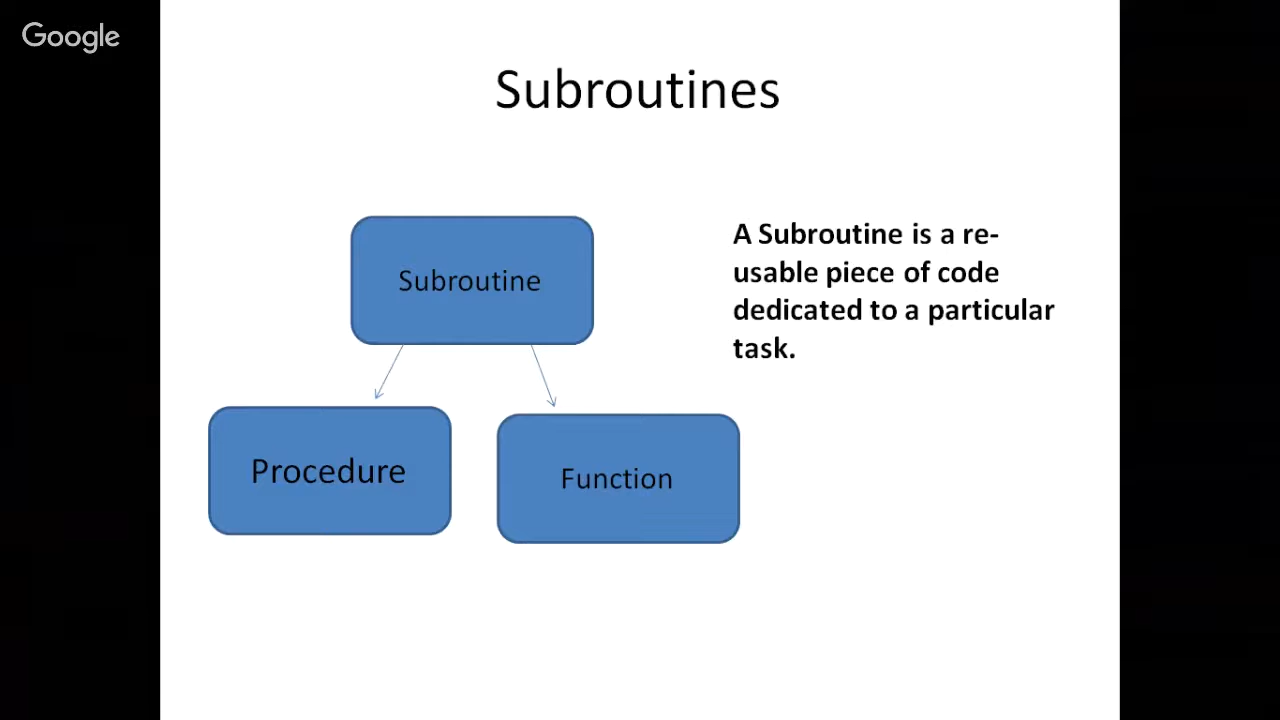 Google
Subroutines
Subroutine
A Subroutine is a re-
usable piece of code
dedicated to a particular
task.
Procedure
Function